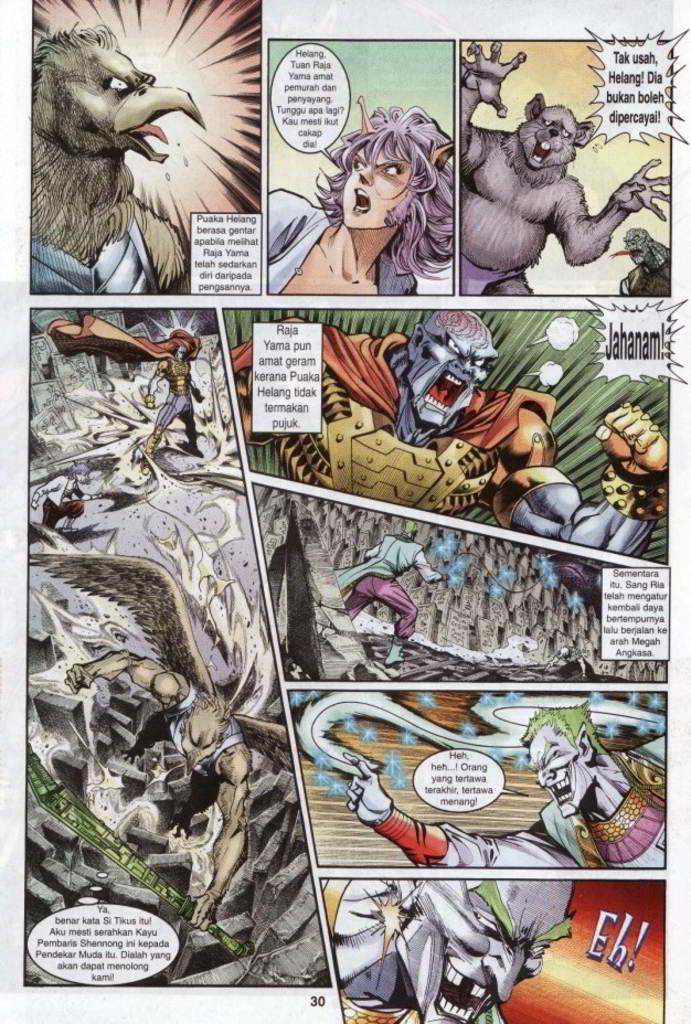 Puaka Helang
berasa gentar
apabila melihat
Raja Yama
telah sedarkan
diri daripada
pengsannya.
Helang,
Tuan Raja
Yama amat
pemurah dan
penyayang.
Tunggu apa lagi?
Kau mesti ikut
cakap
dia!
Tak usah,
Helang! Dia
bukan boleh
dipercayai!
Raja
Yama pun
amat geram
kerana Puaka
Helang tidak
termakan
pujuk.
Jahanam!
Sementara
itu, Sang Ria
telah mengatur
kembali daya
bertempurnya
lalu berjalan ke
arah Megah
Angkasa.
Heh,
heh...! Orang
yang tertawa
terakhir, tertawa
menang!
Ya,
benar kata Si Tikus itu!
Aku mesti serahkan Kayu
Pembaris Shennong ini kepada
Pendekar Muda itu. Dialah yang
akan dapat menolong
kami!
Eh!
30